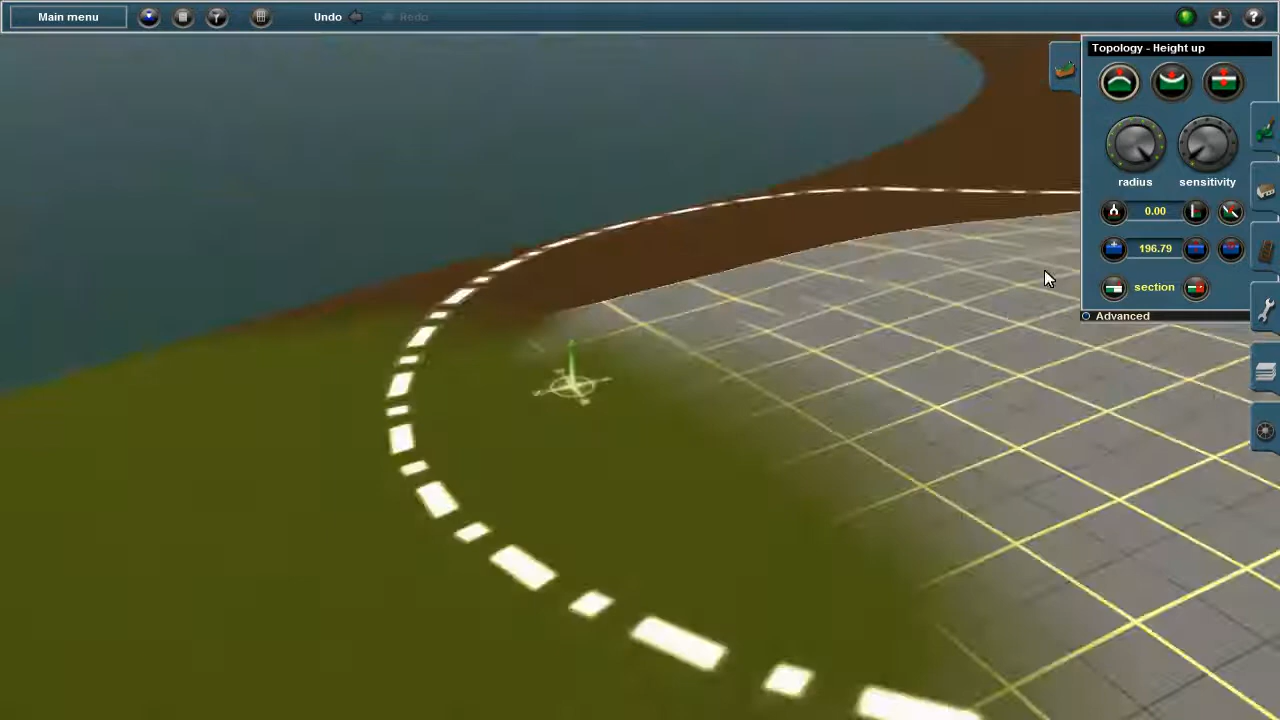 Main menu
Undo
Redo
?
Topology - Height up
radius
sensitivity
0.00
196.79
section
Advanced